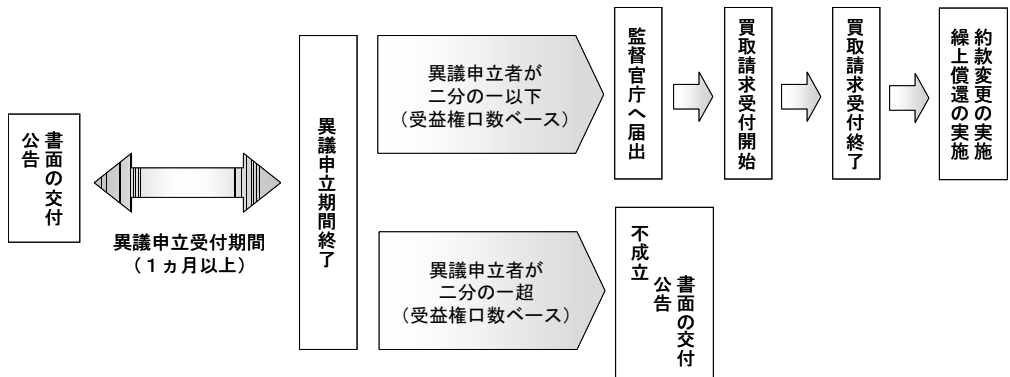 書面の交付
公告
異議申立受付期間
（１ヵ月以上）
異議申立期間終了
異議申立者が
二分の一以下
（受益権口数ベース）
監督官庁へ届出
買取請求受付開始
買取請求受付終了
約款変更の実施
繰上償還の実施
異議申立者が
二分の一超
（受益権口数ベース）
不成立
書面の交付
公告